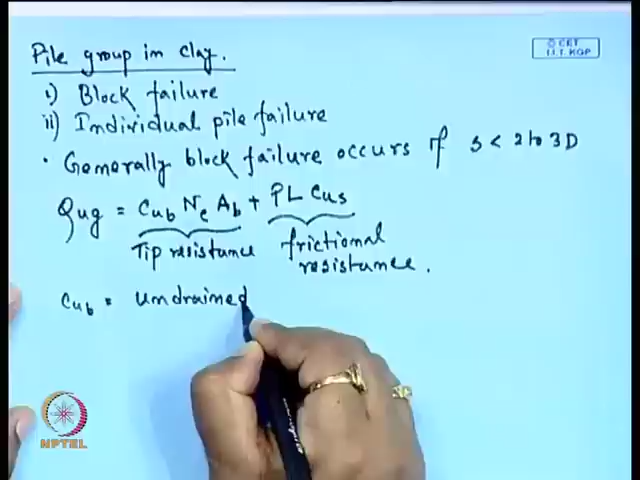 Pile group in clay.
© CET
I.I.T. KGP
i) Block failure
ii) Individual pile failure
• Generally block failure occurs if s < 2 to 3 D
Qug = Cub Nc Ab + PL Cus
Tip resistance frictional
resistance.
Cub = undrained
NPTEL